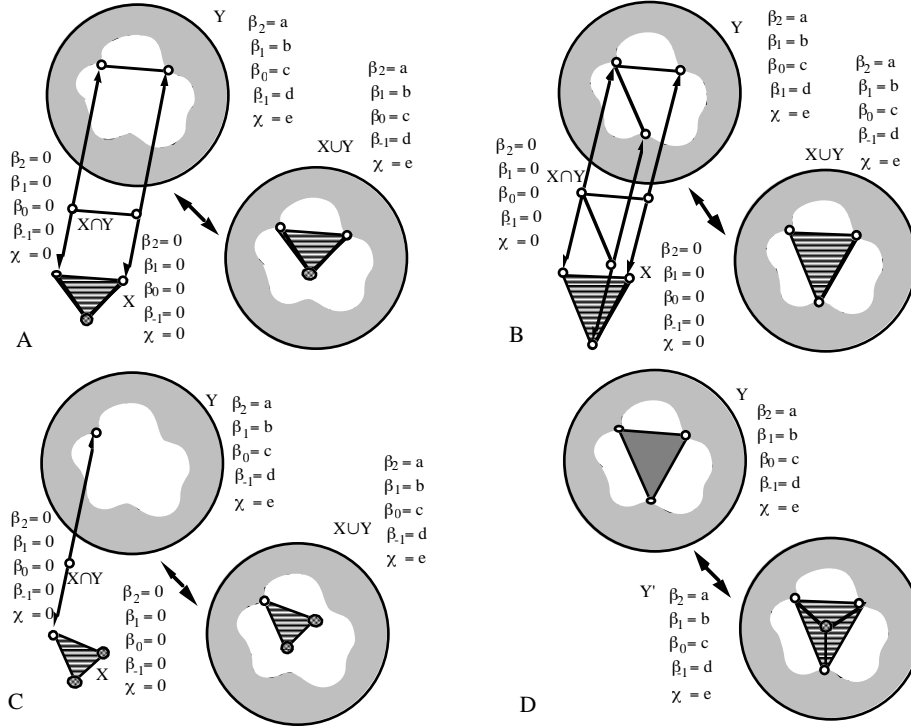 Y
β2 = a
β1 = b
β0 = c
β-1 = d
χ = e
β2 = a
β1 = b
β0 = c
β-1 = d
χ = e
X∪Y
β2 = 0
β1 = 0
β0 = 0
β-1 = 0
χ = 0
X∩Y
β2 = 0
β1 = 0
β0 = 0
β-1 = 0
χ = 0
X
A
Y
β2 = a
β1 = b
β0 = c
β1 = d
χ = e
β2 = a
β1 = b
β0 = c
β-1 = d
χ = e
X∪Y
β2 = 0
β1 = 0
β0 = 0
β1 = 0
χ = 0
X∩Y
β2 = 0
β1 = 0
β0 = 0
β-1 = 0
χ = 0
X
B
Y
β2 = a
β1 = b
β0 = c
β-1 = d
χ = e
β2 = a
β1 = b
β0 = c
β-1 = d
χ = e
X∪Y
β2 = 0
β1 = 0
β0 = 0
β-1 = 0
χ = 0
X∩Y
β2 = 0
β1 = 0
β0 = 0
β-1 = 0
χ = 0
X
C
Y
β2 = a
β1 = b
β0 = c
β-1 = d
χ = e
Y'
β2 = a
β1 = b
β0 = c
β1 = d
χ = e
D